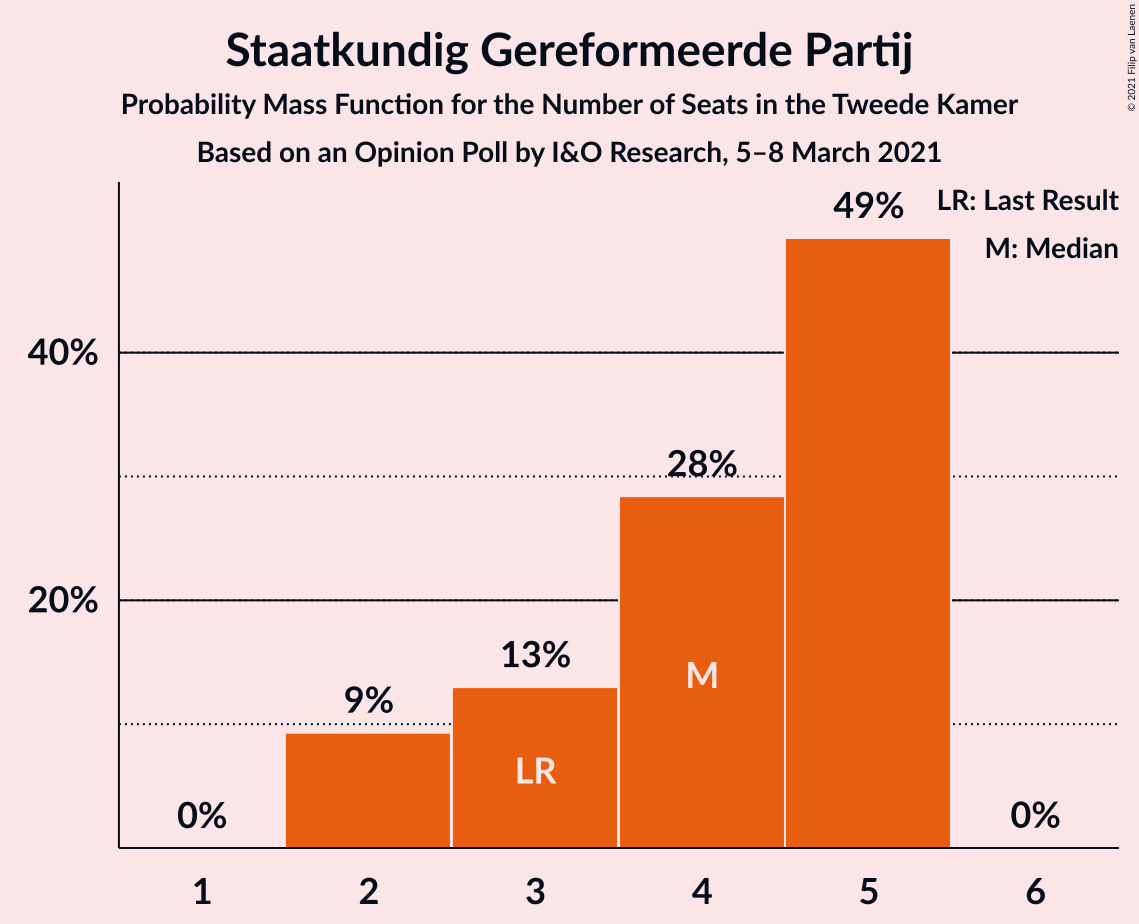 Staatkundig Gereformeerde Partij
Probability Mass Function for the Number of Seats in the Tweede Kamer
Based on an Opinion Poll by I&O Research, 5–8 March 2021
© 2021 Filip van Laenen
LR: Last Result
M: Median
49%
40%
28%
20%
13%
M
9%
LR
0%
0%
1
2
3
4
5
6